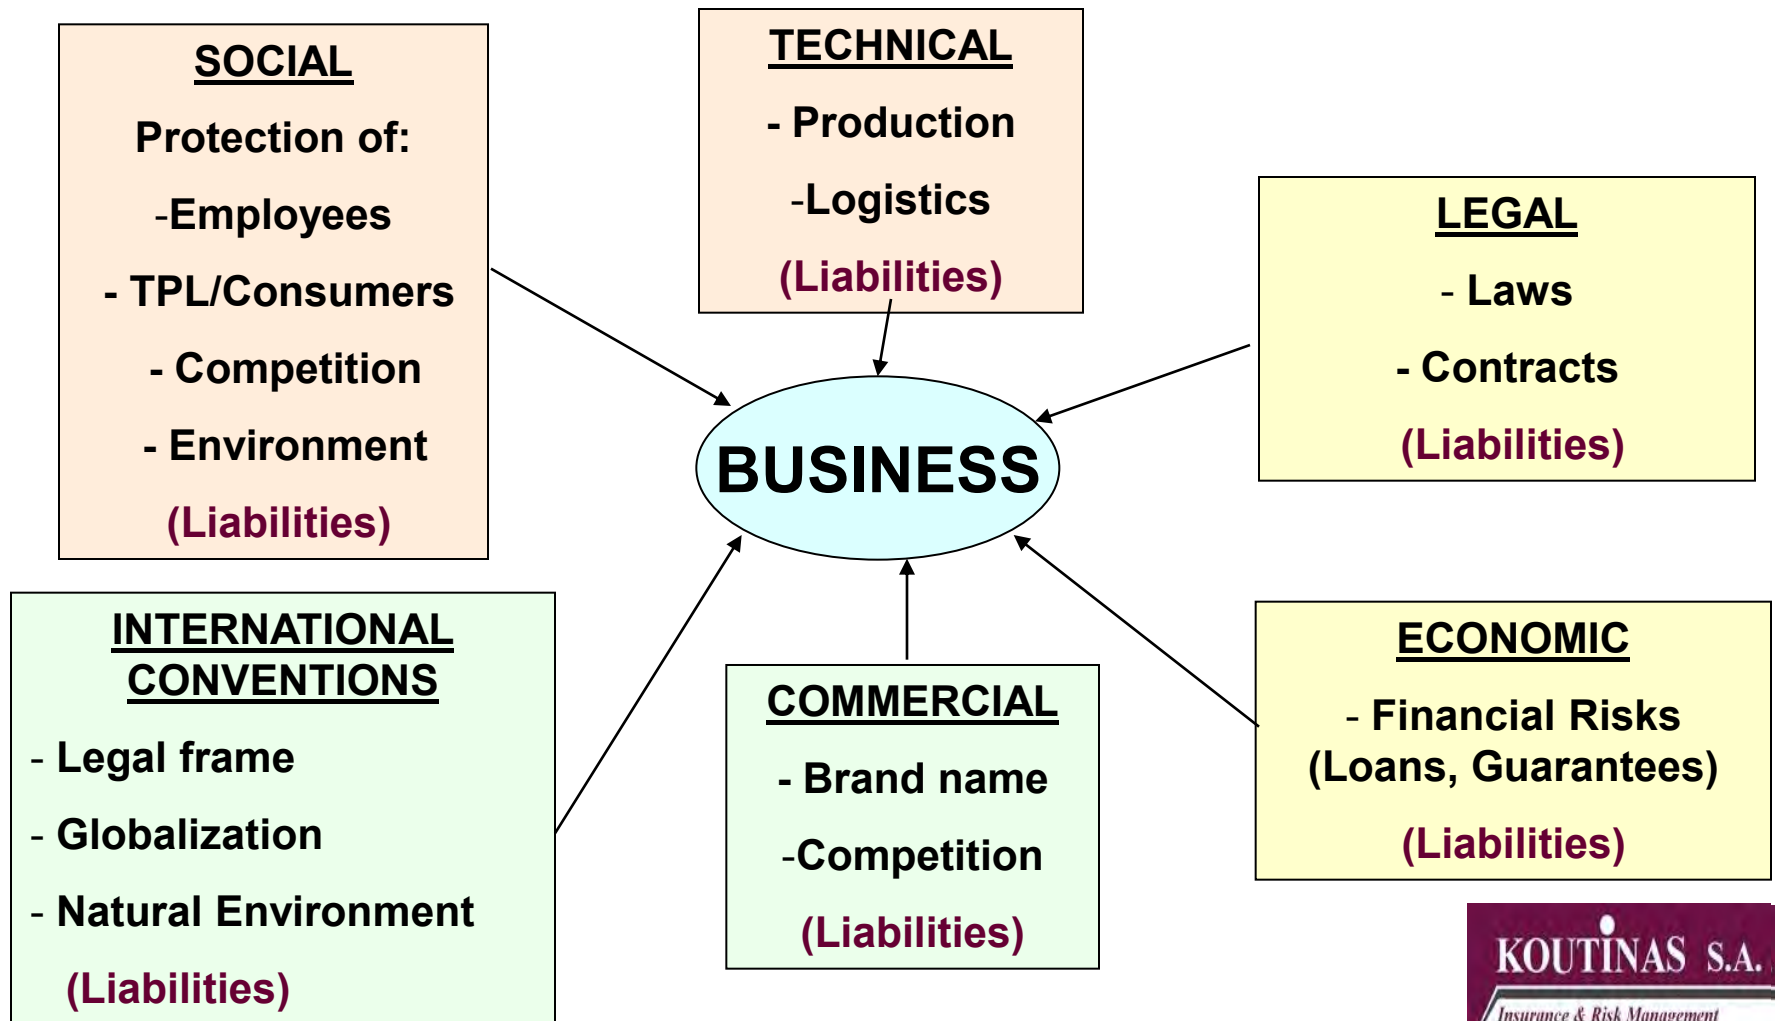 SOCIAL
Protection of:
-Employees
- TPL/Consumers
- Competition
- Environment
(Liabilities)
TECHNICAL
- Production
-Logistics
(Liabilities)
LEGAL
- Laws
- Contracts
(Liabilities)
BUSINESS
INTERNATIONAL
CONVENTIONS
- Legal frame
- Globalization
- Natural Environment
(Liabilities)
COMMERCIAL
- Brand name
-Competition
(Liabilities)
ECONOMIC
- Financial Risks
(Loans, Guarantees)
(Liabilities)
KOUTINAS S.A.
Insurance & Risk Management